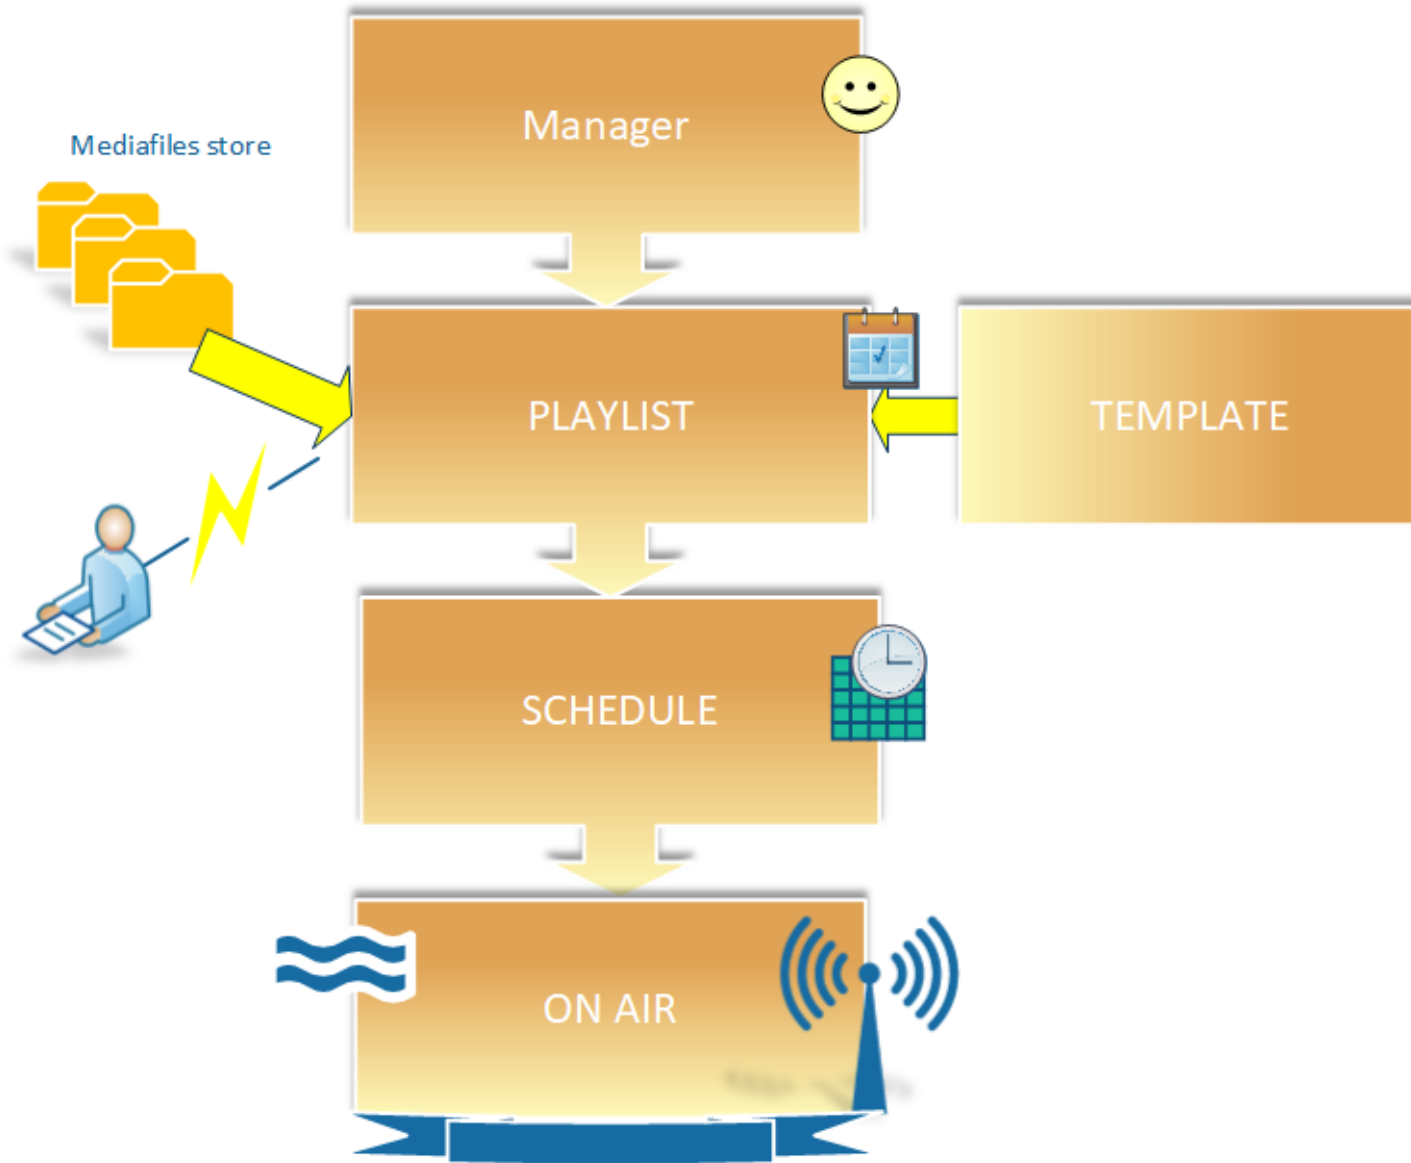 Manager
Mediafiles store
PLAYLIST
TEMPLATE
SCHEDULE
ON AIR